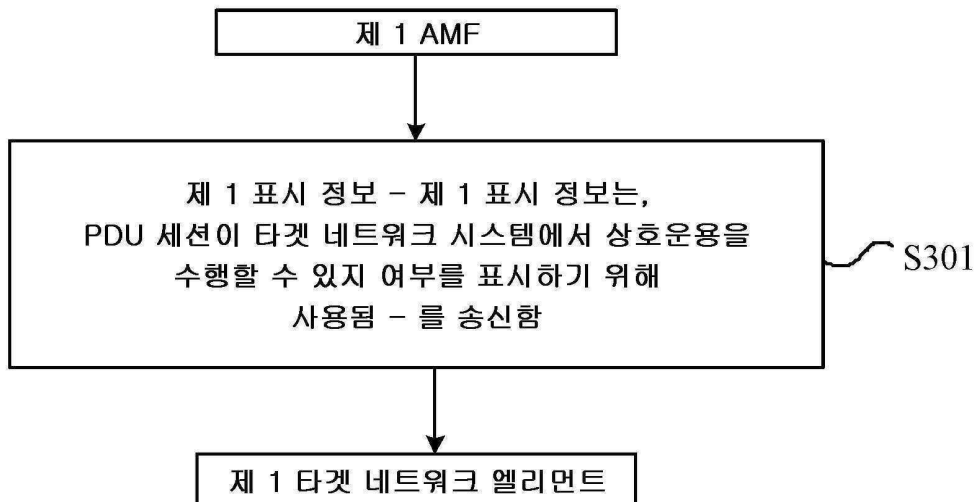 제 1 AMF
제 1 표시 정보 – 제 1 표시 정보는,
PDU 세션이 타겟 네트워크 시스템에서 상호운용을
수행할 수 있지 여부를 표시하기 위해
사용됨 – 를 송신함
S301
제 1 타겟 네트워크 엘리먼트